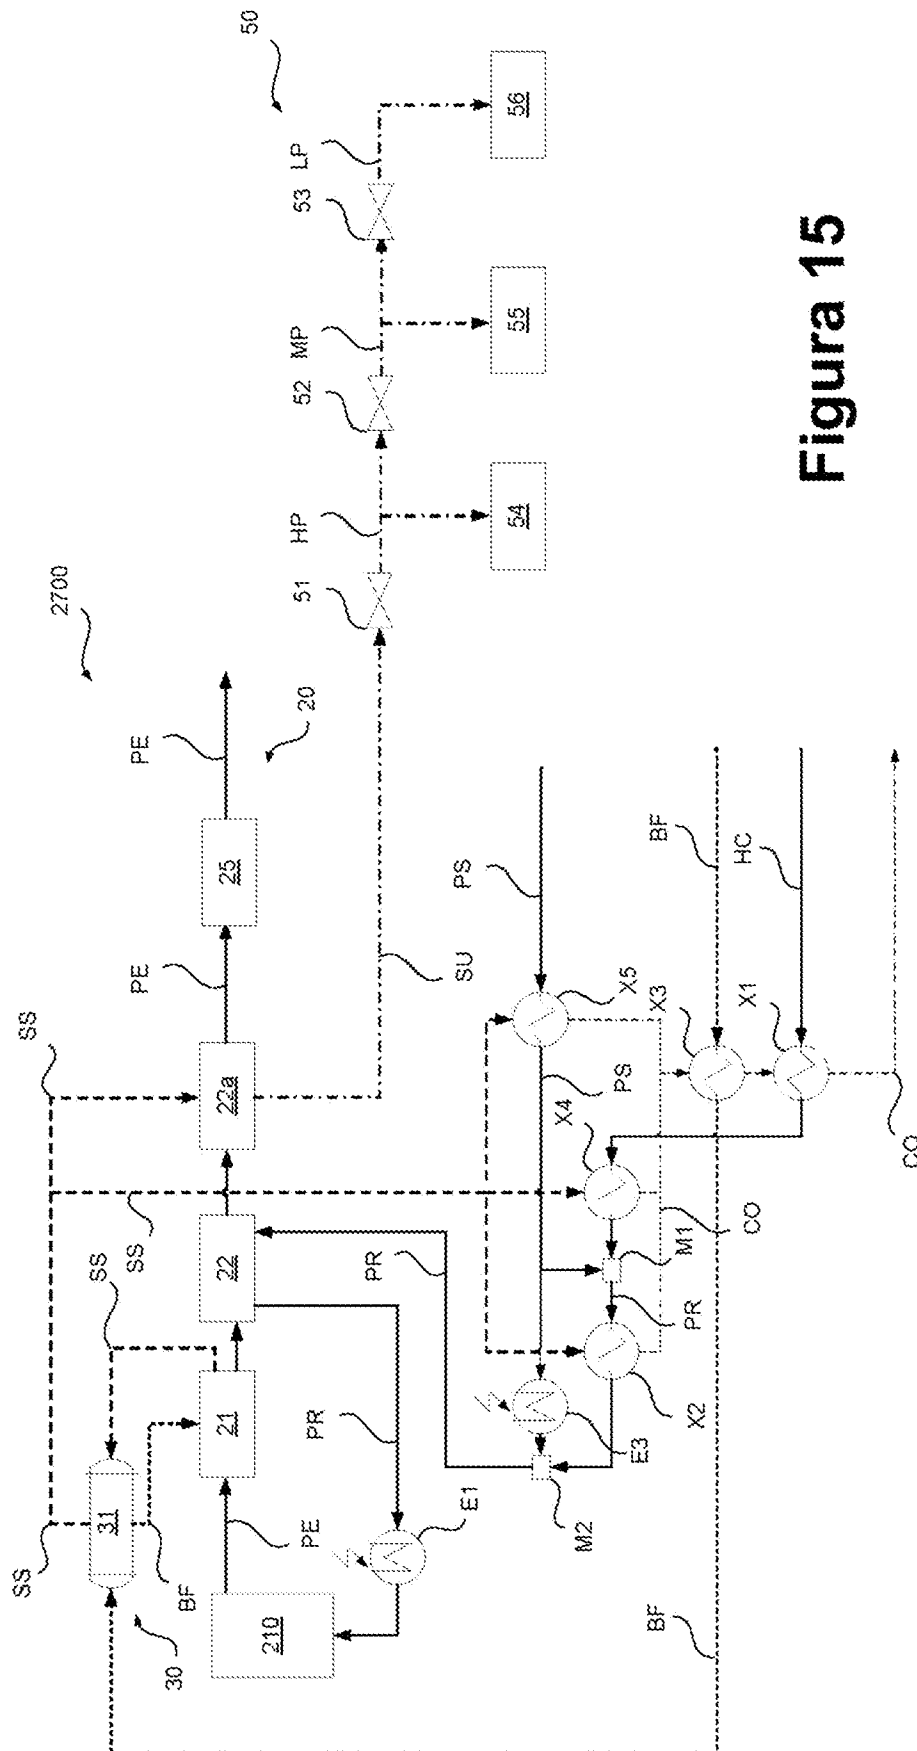 50
2700
LP
53
56
MP
52
55
HP
51
54
20
PE
25
PE
SS
22a
SU
SS
22
SS
21
PR
PE
E1
210
SS
31
BF
30
PS
X5
PS
X4
PR
M1
CO
PR
X2
E3
M2
BF
X3
HC
X1
CO
BF
Figura 15